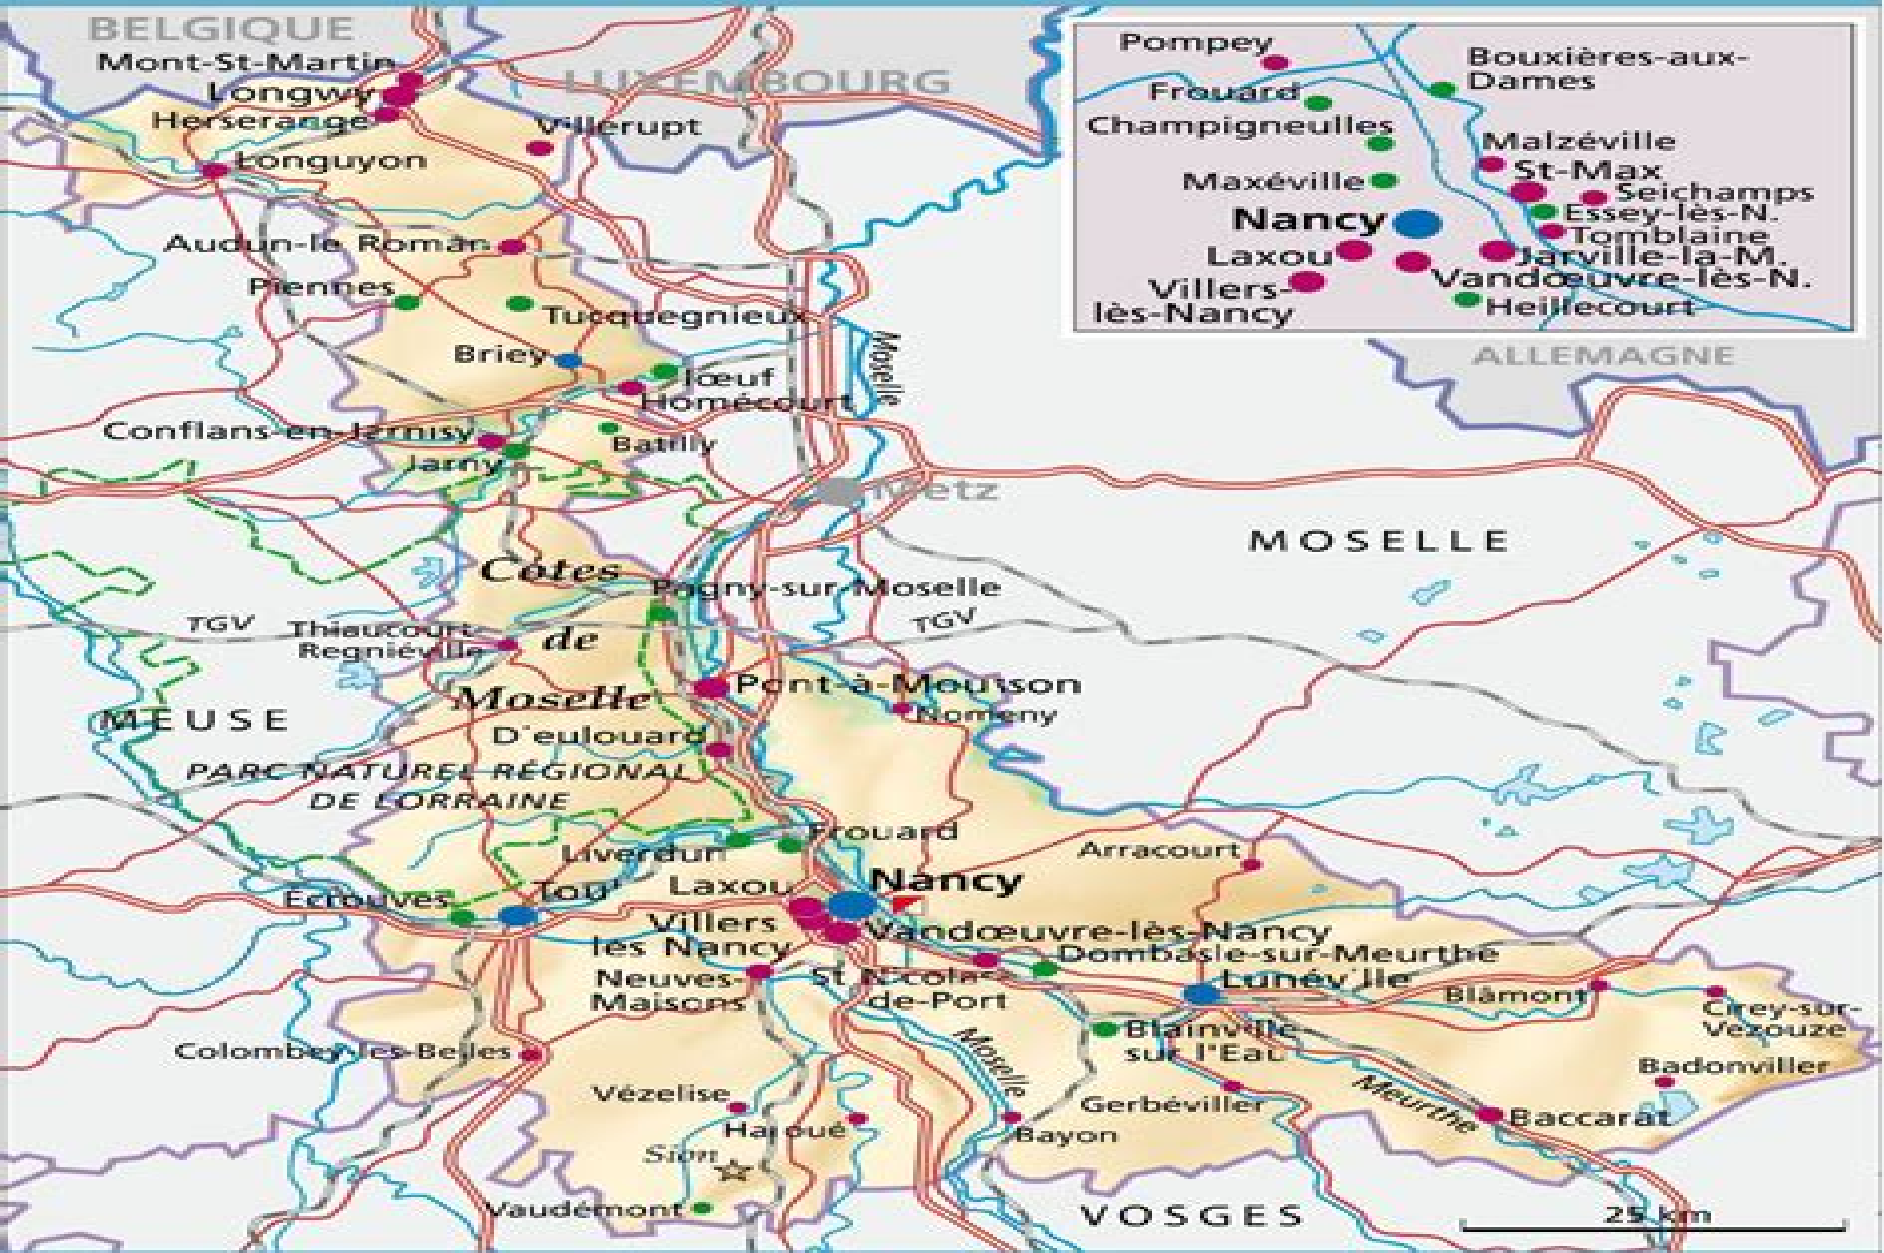 BELGIQUE
Mont-St-Martin
Longwy
LUXEMBOURG
Herserange
Villerupt
Longuyon
Audun-le Roman
Piennes
Tucquegnieux
Briey
Jœuf
Homécourt
Moselle
Conflans-en-Jarnisy
Batilly
Jarny
Metz
MOSELLE
Pompey
Bouxières-aux-
Dames
Frouard
Champigneulles
Malzéville
St-Max
Maxéville
Seichamps
Essey-lès-N.
Nancy
Tomblaine
Laxou
Jarville-la-M.
Vandœuvre-lès-N.
Villers-
lès-Nancy
Heillecourt
ALLEMAGNE
Côtes
de
Moselle
Pagny-sur-Moselle
TGV
TGV
Thiaucourt-
Regniéville
Pont-à-Mousson
Nomeny
MEUSE
D'eulouard
PARC NATUREL RÉGIONAL
DE LORRAINE
Frouard
Liverdun
Arracourt
Ecrouves
Toul
Laxou
Nancy
Villers
lès Nancy
Vandœuvre-lès-Nancy
Dombasle-sur-Meurthe
Neuves-
Maisons
St Nicolas-
de-Port
Lunéville
Blâmont
Cirey-sur-
Vezouze
Blainville
sur l'Eau
Colombey-les-Belles
Moselle
Badonviller
Vézelise
Gerbéviller
Meurthe
Baccarat
Haroué
Bayon
Sion
Vaudémont
VOSGES
25 km